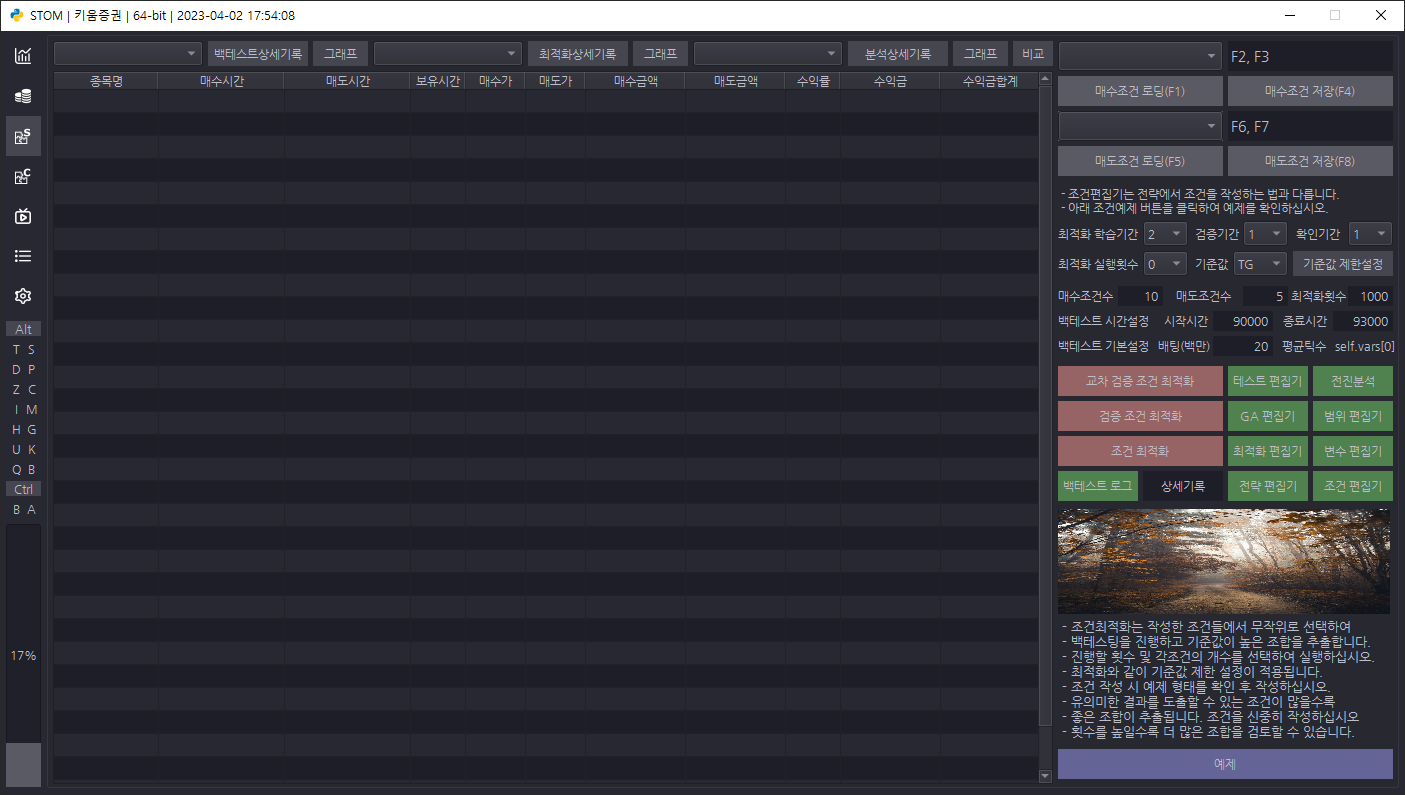 STOM | 키움증권 | 64-bit | 2023-04-02 17:54:08
백테스트상세기록 그래프 최적화상세기록 그래프 분석상세기록 그래프 비교
F2, F3
종목명 매수시간 매도시간 보유시간 매수가 매도가 매수금액 매도금액 수익률 수익금 수익금합계
매수조건 로딩(F1) 매수조건 저장(F4)
F6, F7
매도조건 로딩(F5) 매도조건 저장(F8)
- 조건편집기는 전략에서 조건을 작성하는 법과 다릅니다.
- 아래 조건예제 버튼을 클릭하여 예제를 확인하십시오.
최적화 학습기간 2 검증기간 1 확인기간 1
최적화 실행횟수 0 기준값 TG 기준값 제한설정
매수조건수 10 매도조건수 5 최적화횟수 1000
백테스트 시간설정 시작시간 90000 종료시간 93000
백테스트 기본설정 배팅(백만) 20 평균틱수 self.vars[0]
교차 검증 조건 최적화 테스트 편집기 전진분석
검증 조건 최적화 GA 편집기 범위 편집기
조건 최적화 최적화 편집기 변수 편집기
백테스트 로그 상세기록 전략 편집기 조건 편집기
- 조건최적화는 작성한 조건들에서 무작위로 선택하여
- 백테스팅을 진행하고 기준값이 높은 조합을 추출합니다.
- 진행할 횟수 및 각조건의 개수를 선택하여 실행하십시오.
- 최적화와 같이 기준값 제한 설정이 적용됩니다.
- 조건 작성 시 예제 형태를 확인 후 작성하십시오.
- 유의미한 결과를 도출할 수 있는 조건이 많을수록
- 좋은 조합이 추출됩니다. 조건을 신중히 작성하십시오
- 횟수를 높일수록 더 많은 조합을 검토할 수 있습니다.
예제
S
C
Alt
T S
D P
Z C
I M
H G
U K
Q B
Ctrl
B A
17%